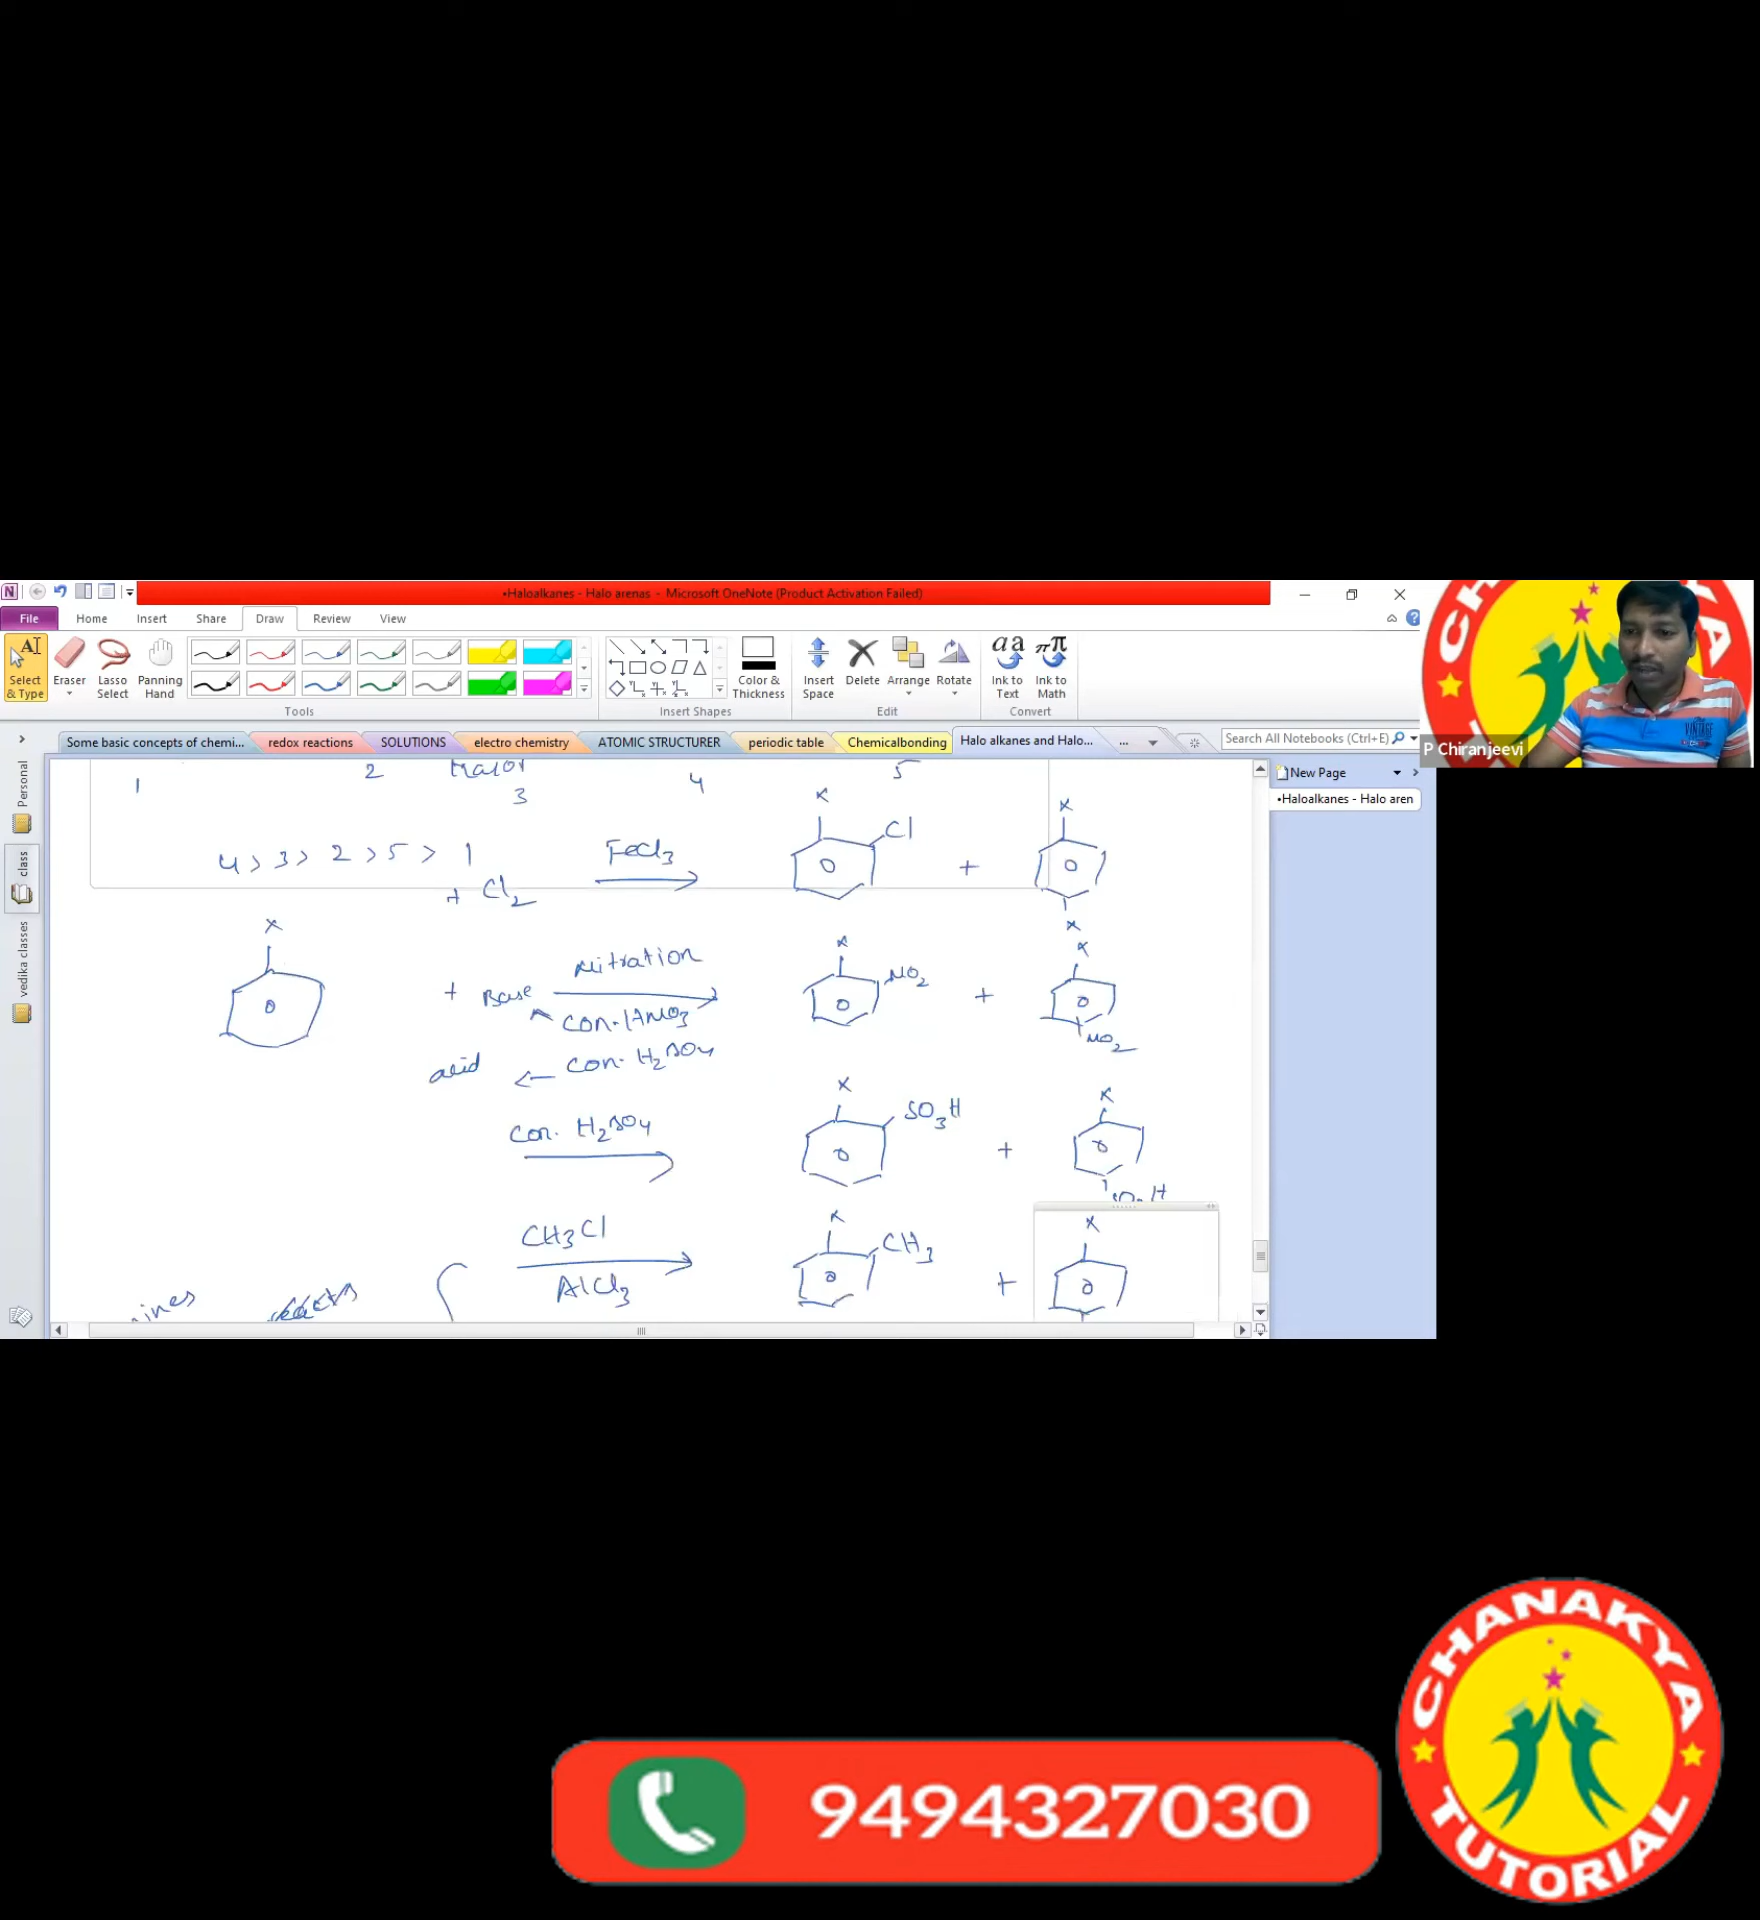 •Haloalkanes - Halo arenas - Microsoft OneNote (Product Activation Failed)
File Home Insert Share Draw Review View
Select & Type
Eraser
Lasso Select
Panning Hand
Color & Thickness
Insert Space
Delete
Arrange
Rotate
Ink to Text
Ink to Math
Tools
Insert Shapes
Edit
Convert
Some basic concepts of chemi... redox reactions SOLUTIONS electro chemistry ATOMIC STRUCTURER periodic table Chemicalbonding Halo alkanes and Halo... ...
Search All Notebooks (Ctrl+E)
P Chiranjeevi
New Page
•Haloalkanes - Halo aren
Personal
class
vedika classes
1 2 3 4 5
4 > 3 > 2 > 5 > 1
+ Cl2 FeCl3 X Cl + X X
X
+ Base Nitration X NO2 + X NO2
con. HNO3
acid ← con. H2SO4
con. H2SO4 X SO3H + X
CH3Cl X CH3 + X
AlCl3
9494327030
CHANAKYA TUTORIAL